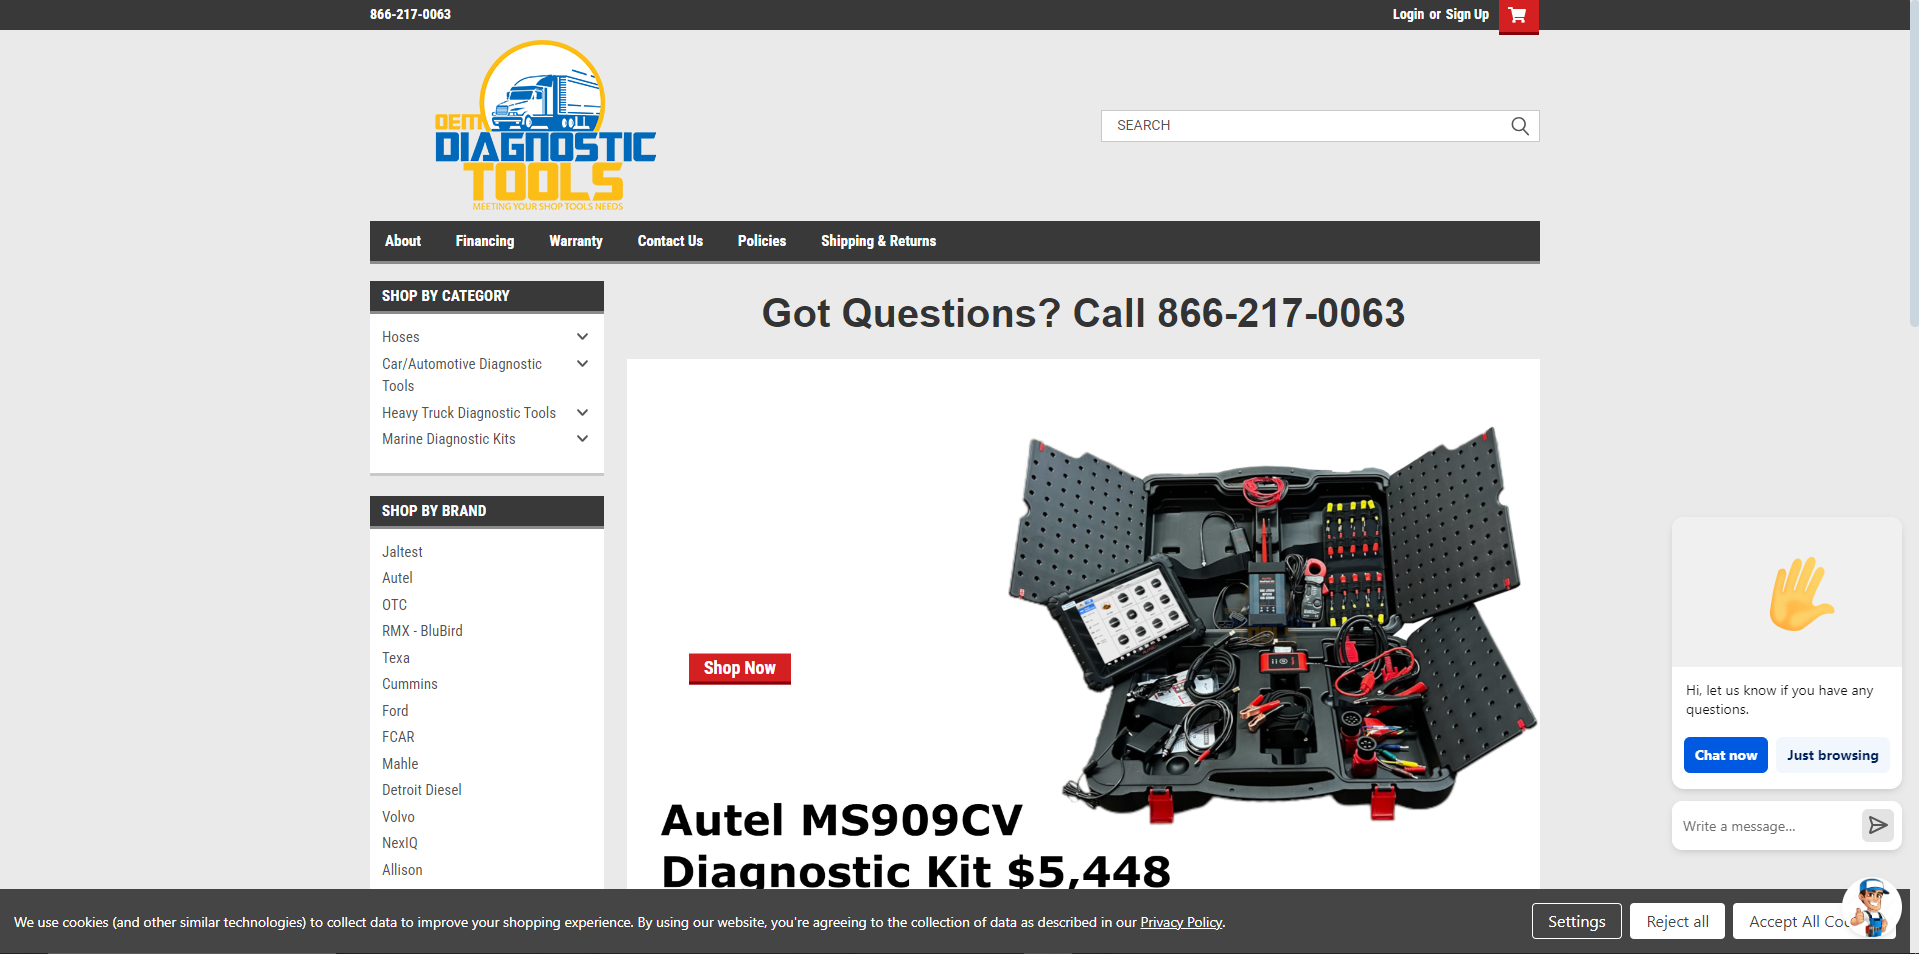 866-217-0063
Login or Sign Up
OEM
DIAGNOSTIC
TOOLS
MEETING YOUR SHOP TOOLS NEEDS
SEARCH
About Financing Warranty Contact Us Policies Shipping & Returns
SHOP BY CATEGORY
Hoses
Car/Automotive Diagnostic
Tools
Heavy Truck Diagnostic Tools
Marine Diagnostic Kits
SHOP BY BRAND
Jaltest
Autel
OTC
RMX - BluBird
Texa
Cummins
Ford
FCAR
Mahle
Detroit Diesel
Volvo
NexIQ
Allison
Got Questions? Call 866-217-0063
Shop Now
Autel MS909CV
Diagnostic Kit $5,448
Hi, let us know if you have any
questions.
Chat now
Just browsing
Write a message...
We use cookies (and other similar technologies) to collect data to improve your shopping experience. By using our website, you're agreeing to the collection of data as described in our Privacy Policy.
Settings
Reject all
Accept All